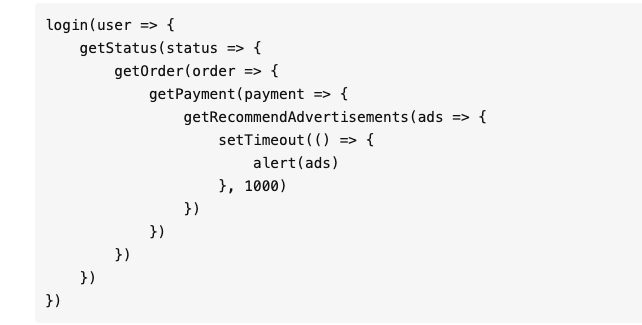 login(user => {
    getStatus(status => {
        getOrder(order => {
            getPayment(payment => {
                getRecommendAdvertisements(ads => {
                    setTimeout(() => {
                        alert(ads)
                    }, 1000)
                })
            })
        })
    })
})